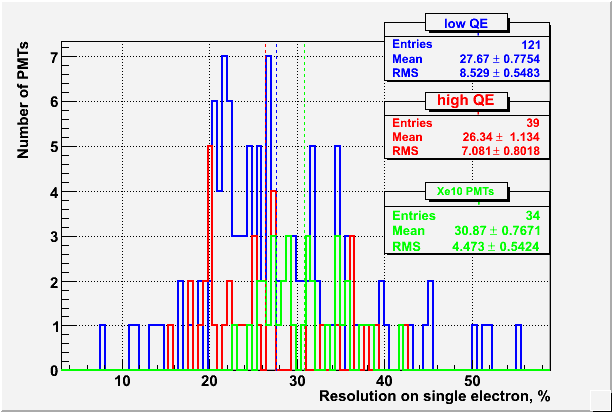 low QE
Entries 121
Mean 27.67 ± 0.7754
RMS 8.529 ± 0.5483
high QE
Entries 39
Mean 26.34 ± 1.134
RMS 7.081 ± 0.8018
Xe10 PMTs
Entries 34
Mean 30.87 ± 0.7671
RMS 4.473 ± 0.5424
Number of PMTs
7
6
5
4
3
2
1
0
10 20 30 40 50
Resolution on single electron, %